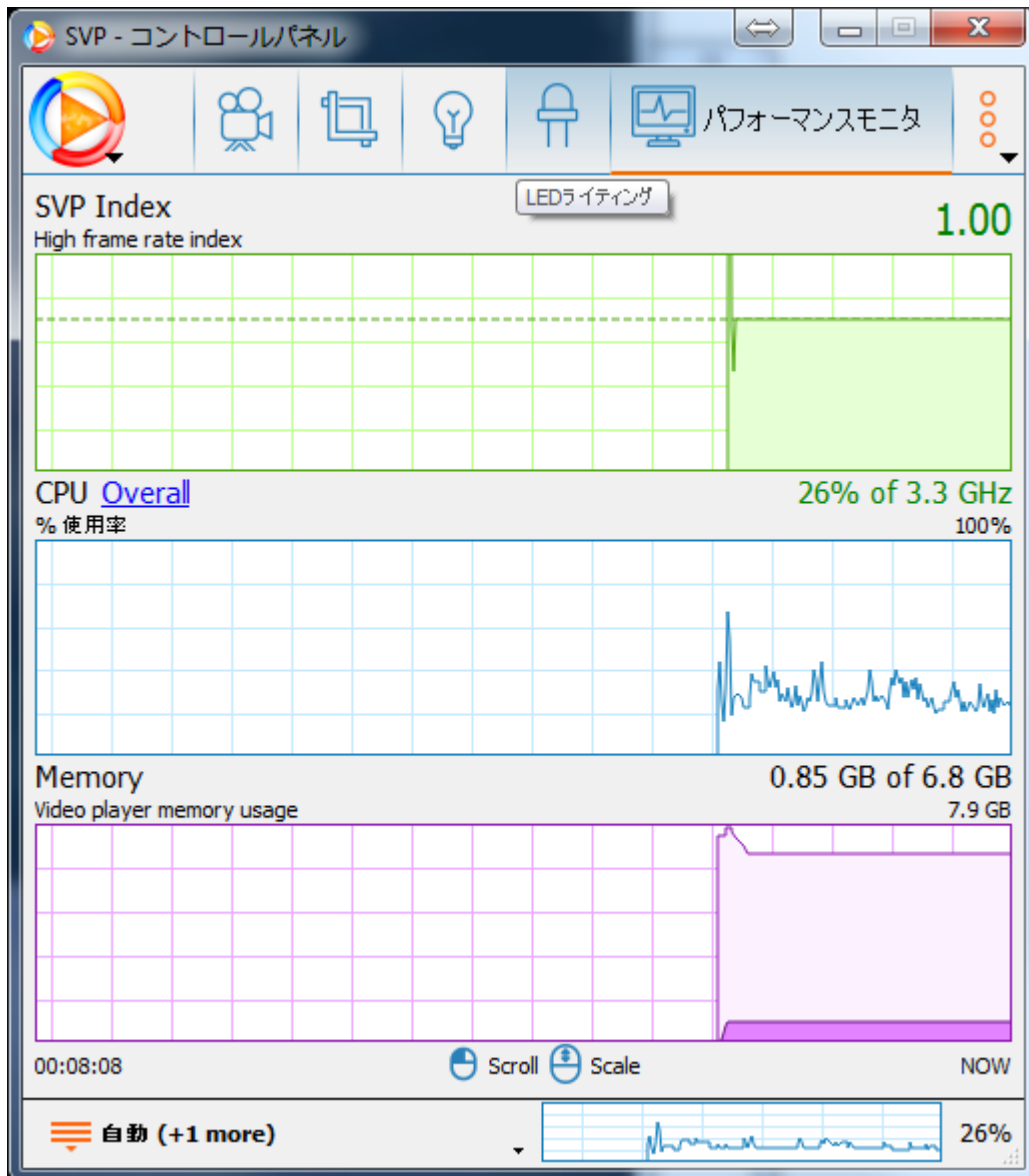 SVP - コントロールパネル
パフォーマンスモニタ
LEDライティング
SVP Index
1.00
High frame rate index
CPU Overall
26% of 3.3 GHz
% 使用率
100%
Memory
0.85 GB of 6.8 GB
Video player memory usage
7.9 GB
00:08:08
Scroll
Scale
NOW
自動 (+1 more)
26%